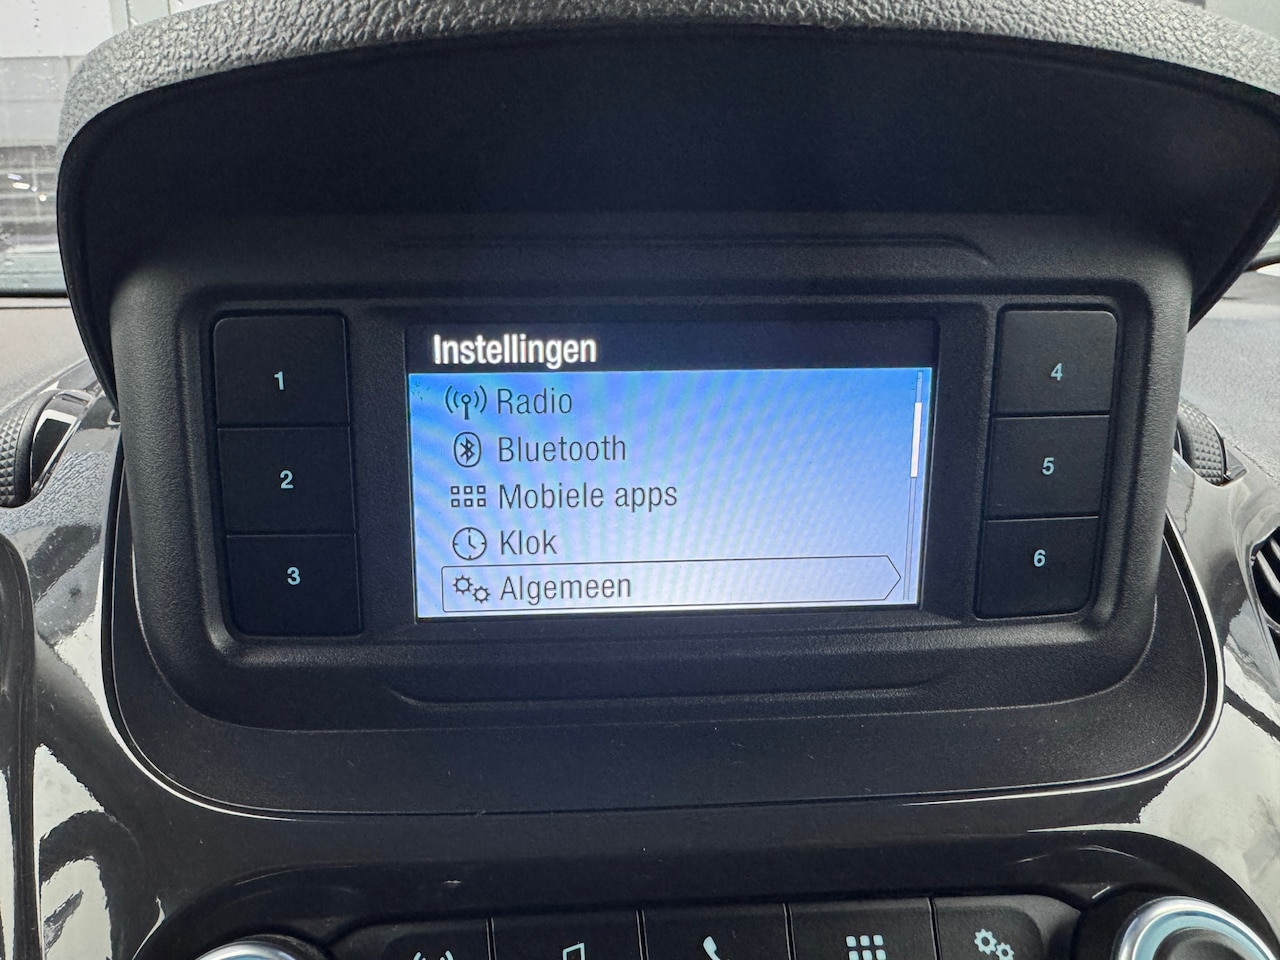 Instellingen
Radio
Bluetooth
Mobiele apps
Klok
Algemeen
1
2
3
4
5
6